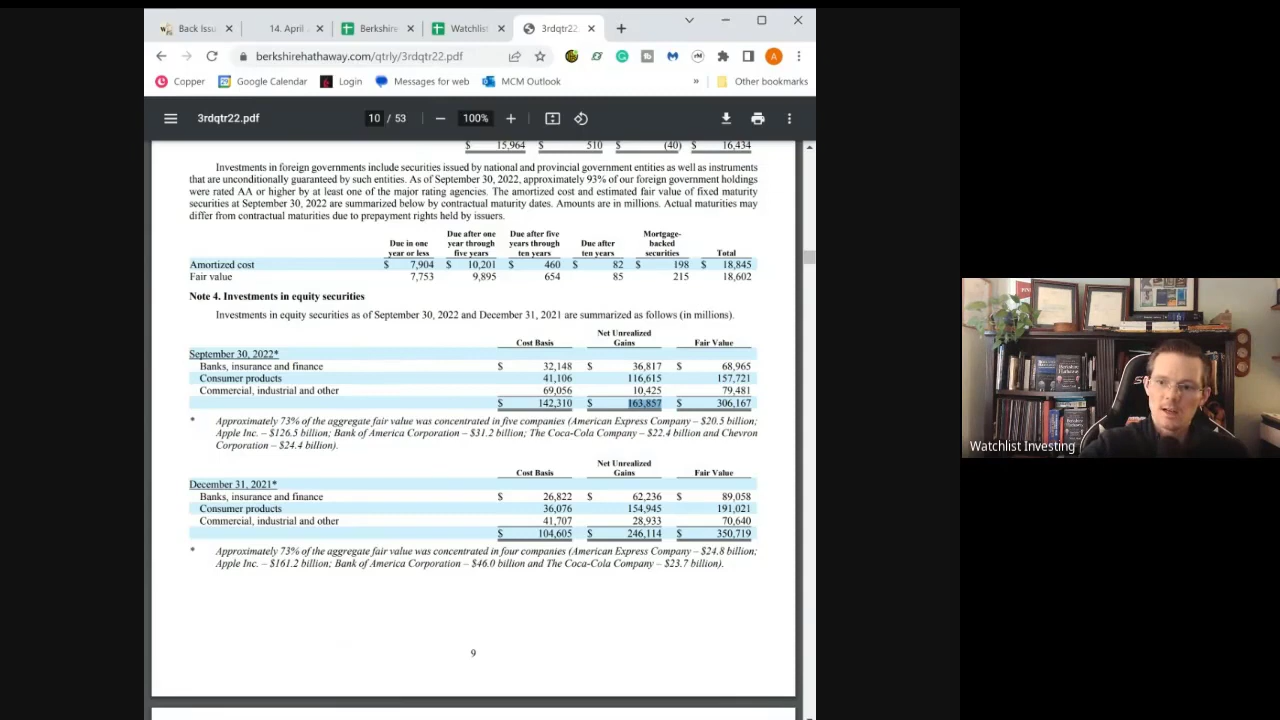 Back Issu
14. April
Berkshire
Watchlist
3rdqtr22.
berkshirehathaway.com/qtrly/3rdqtr22.pdf
Copper Google Calendar Login Messages for web MCM Outlook » Other bookmarks
3rdqtr22.pdf 10 / 53 100%
$ 15,964 $ 510 $ (40) $ 16,434
Investments in foreign governments include securities issued by national and provincial government entities as well as instruments
that are unconditionally guaranteed by such entities. As of September 30, 2022, approximately 93% of our foreign government holdings
were rated AA or higher by at least one of the major rating agencies. The amortized cost and estimated fair value of fixed maturity
securities at September 30, 2022 are summarized below by contractual maturity dates. Amounts are in millions. Actual maturities may
differ from contractual maturities due to prepayment rights held by issuers.
Due in one year or less Due after one year through five years Due after five years through ten years Due after ten years Mortgage-backed securities Total
Amortized cost $ 7,904 $ 10,201 $ 460 $ 82 $ 198 $ 18,845
Fair value 7,753 9,895 654 85 215 18,602
Note 4. Investments in equity securities
Investments in equity securities as of September 30, 2022 and December 31, 2021 are summarized as follows (in millions).
Cost Basis Net Unrealized Gains Fair Value
September 30, 2022*
Banks, insurance and finance $ 32,148 $ 36,817 $ 68,965
Consumer products 41,106 116,615 157,721
Commercial, industrial and other 69,056 10,425 79,481
$ 142,310 $ 163,857 $ 306,167
* Approximately 73% of the aggregate fair value was concentrated in five companies (American Express Company – $20.5 billion;
Apple Inc. – $126.5 billion; Bank of America Corporation – $31.2 billion; The Coca-Cola Company – $22.4 billion and Chevron
Corporation – $24.4 billion).
Cost Basis Net Unrealized Gains Fair Value
December 31, 2021*
Banks, insurance and finance $ 26,822 $ 62,236 $ 89,058
Consumer products 36,076 154,945 191,021
Commercial, industrial and other 41,707 28,933 70,640
$ 104,605 $ 246,114 $ 350,719
* Approximately 73% of the aggregate fair value was concentrated in four companies (American Express Company – $24.8 billion;
Apple Inc. – $161.2 billion; Bank of America Corporation – $46.0 billion and The Coca-Cola Company – $23.7 billion).
9
Watchlist Investing